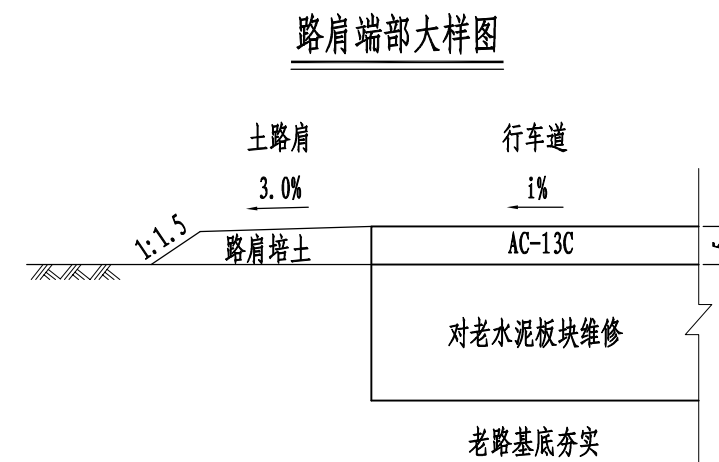 路肩端部大样图
土路肩
行车道
3.0%
i%
1:1.5
路肩培土
AC-13C
对老水泥板块维修
老路基底夯实